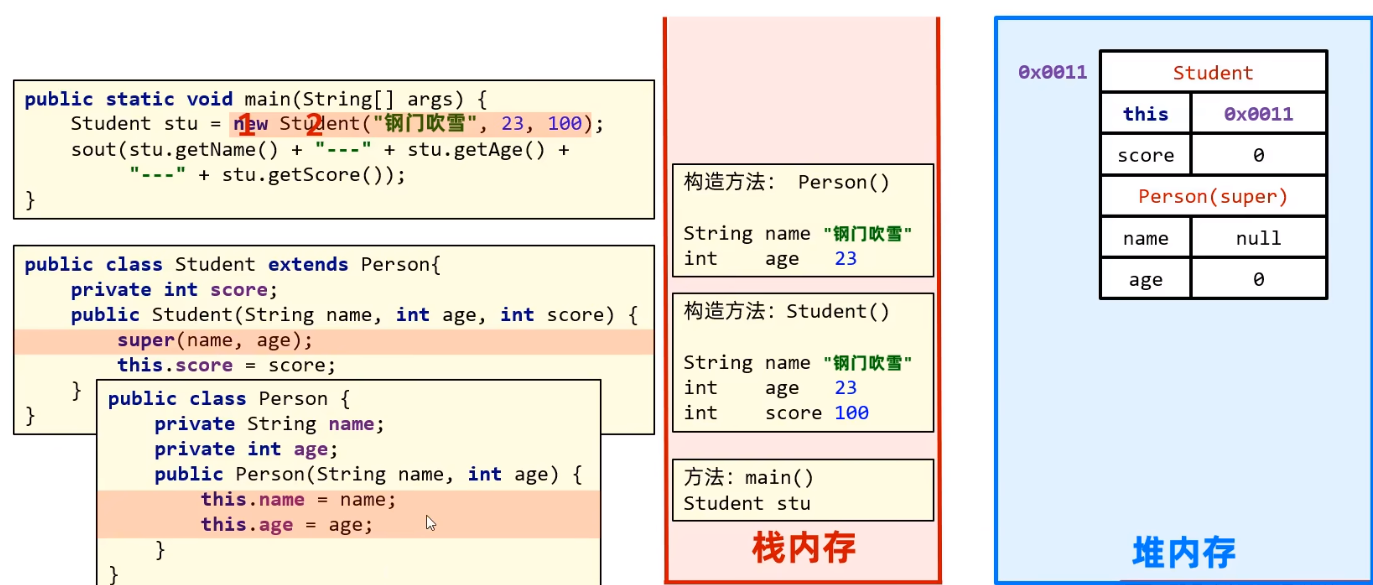 public static void main(String[] args) {
Student stu = new Student("钢门吹雪", 23, 100);
1 2
sout(stu.getName() + "---" + stu.getAge() +
"---" + stu.getScore());
}
public class Student extends Person{
private int score;
public Student(String name, int age, int score) {
super(name, age);
this.score = score;
}
}
public class Person {
private String name;
private int age;
public Person(String name, int age) {
this.name = name;
this.age = age;
}
}
构造方法: Person()
String name "钢门吹雪"
int age 23
构造方法: Student()
String name "钢门吹雪"
int age 23
int score 100
方法: main()
Student stu
栈内存
0x0011
Student
this 0x0011
score 0
Person(super)
name null
age 0
堆内存